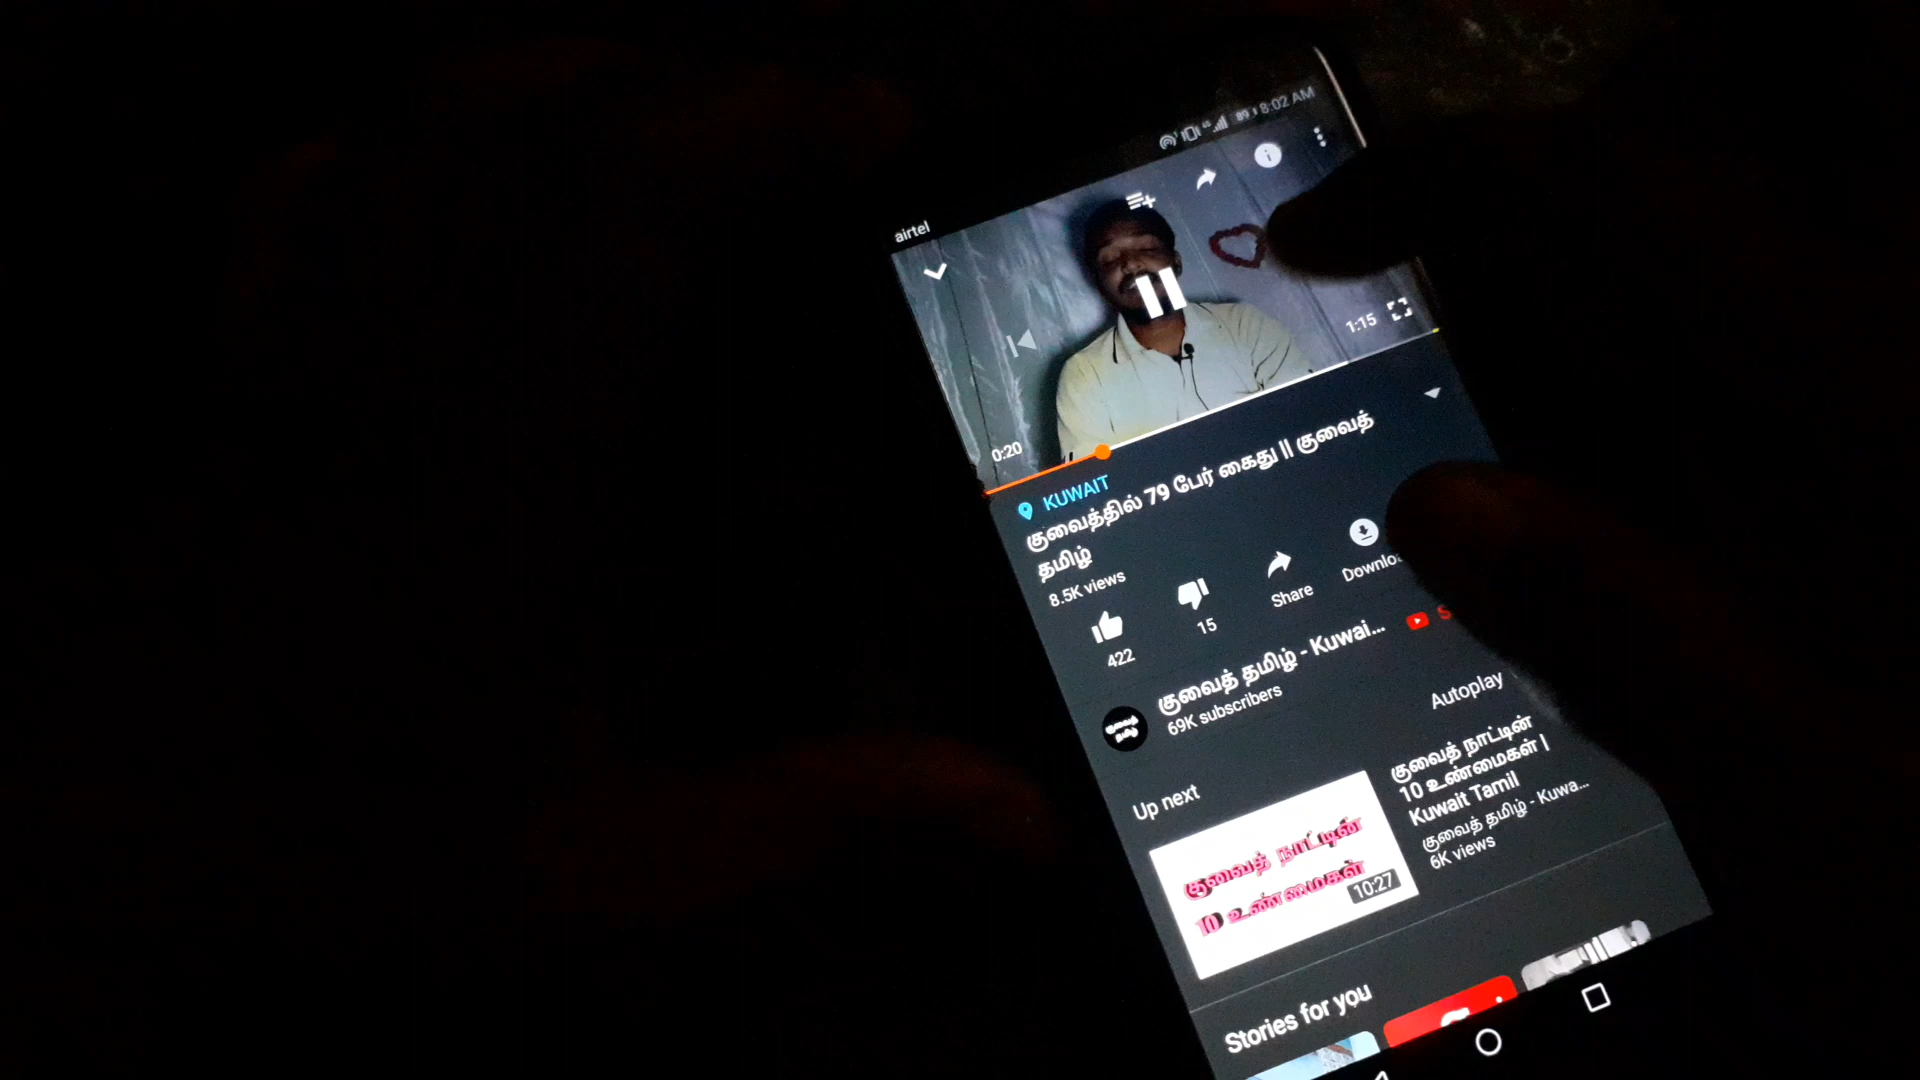 airtel
89 8:02 AM
0:20
1:15
KUWAIT
குவைத்தில் 79 பேர் கைது || குவைத்
தமிழ்
8.5K views
422
15
Share
குவைத் தமிழ் - Kuwai...
69K subscribers
Autoplay
Up next
குவைத் நாட்டின்
10 உண்மைகள்
10:27
குவைத் நாட்டின்
10 உண்மைகள் |
Kuwait Tamil
குவைத் தமிழ் - Kuwa...
6K views
Stories for you